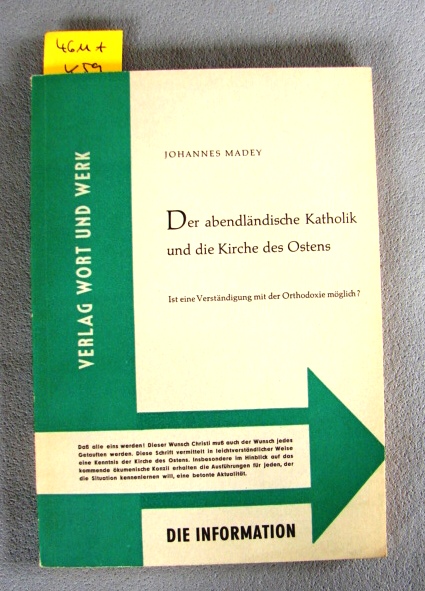 46M+
JOHANNES MADEY
Der abendländische Katholik
und die Kirche des Ostens
Ist eine Verständigung mit der Orthodoxie möglich?
VERLAG WORT UND WERK
Daß alle eins werden! Dieser Wunsch Christi muß auch der Wunsch jedes
Getauften werden. Diese Schrift vermittelt in leichtverständlicher Weise
eine Kenntnis der Kirche des Ostens. Insbesondere im Hinblick auf das
kommende ökumenische Konzil erhalten die Ausführungen für jeden, der
die Situation kennenlernen will, eine betonte Aktualität.
DIE INFORMATION